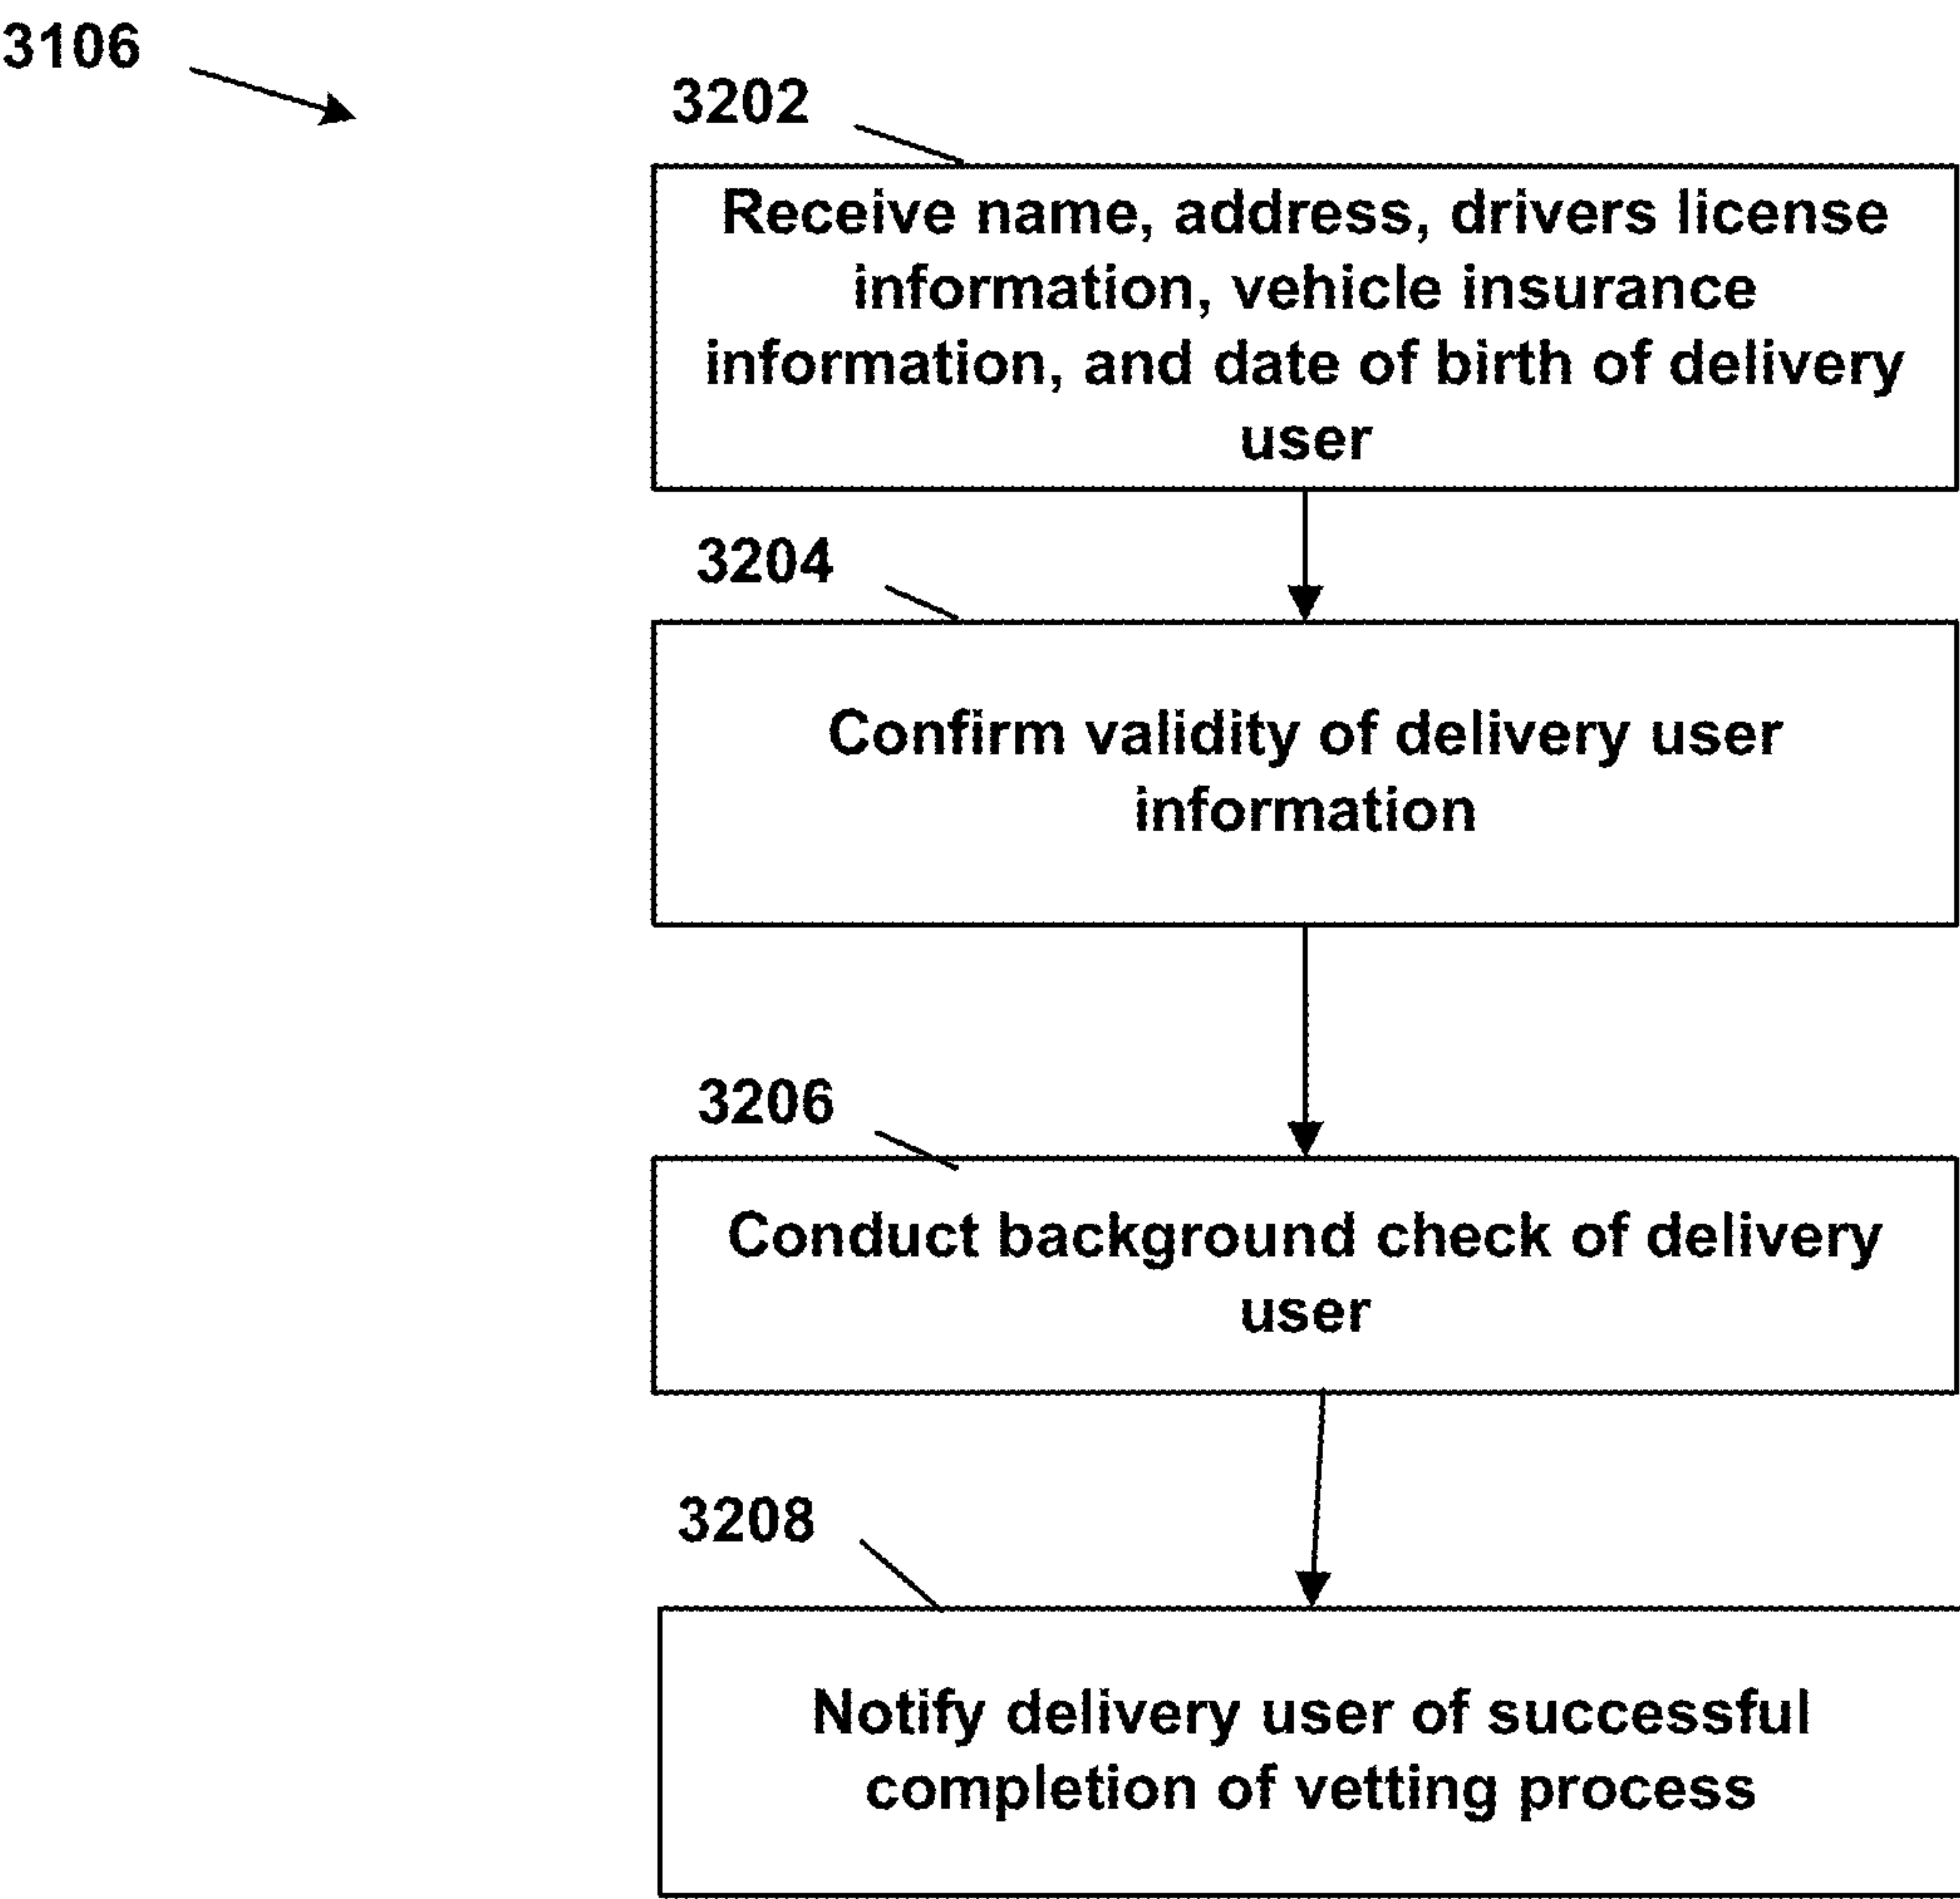 3106
3202
Receive name, address, drivers license
information, vehicle insurance
information, and date of birth of delivery
user
3204
Confirm validity of delivery user
information
3206
Conduct background check of delivery
user
3208
Notify delivery user of successful
completion of vetting process